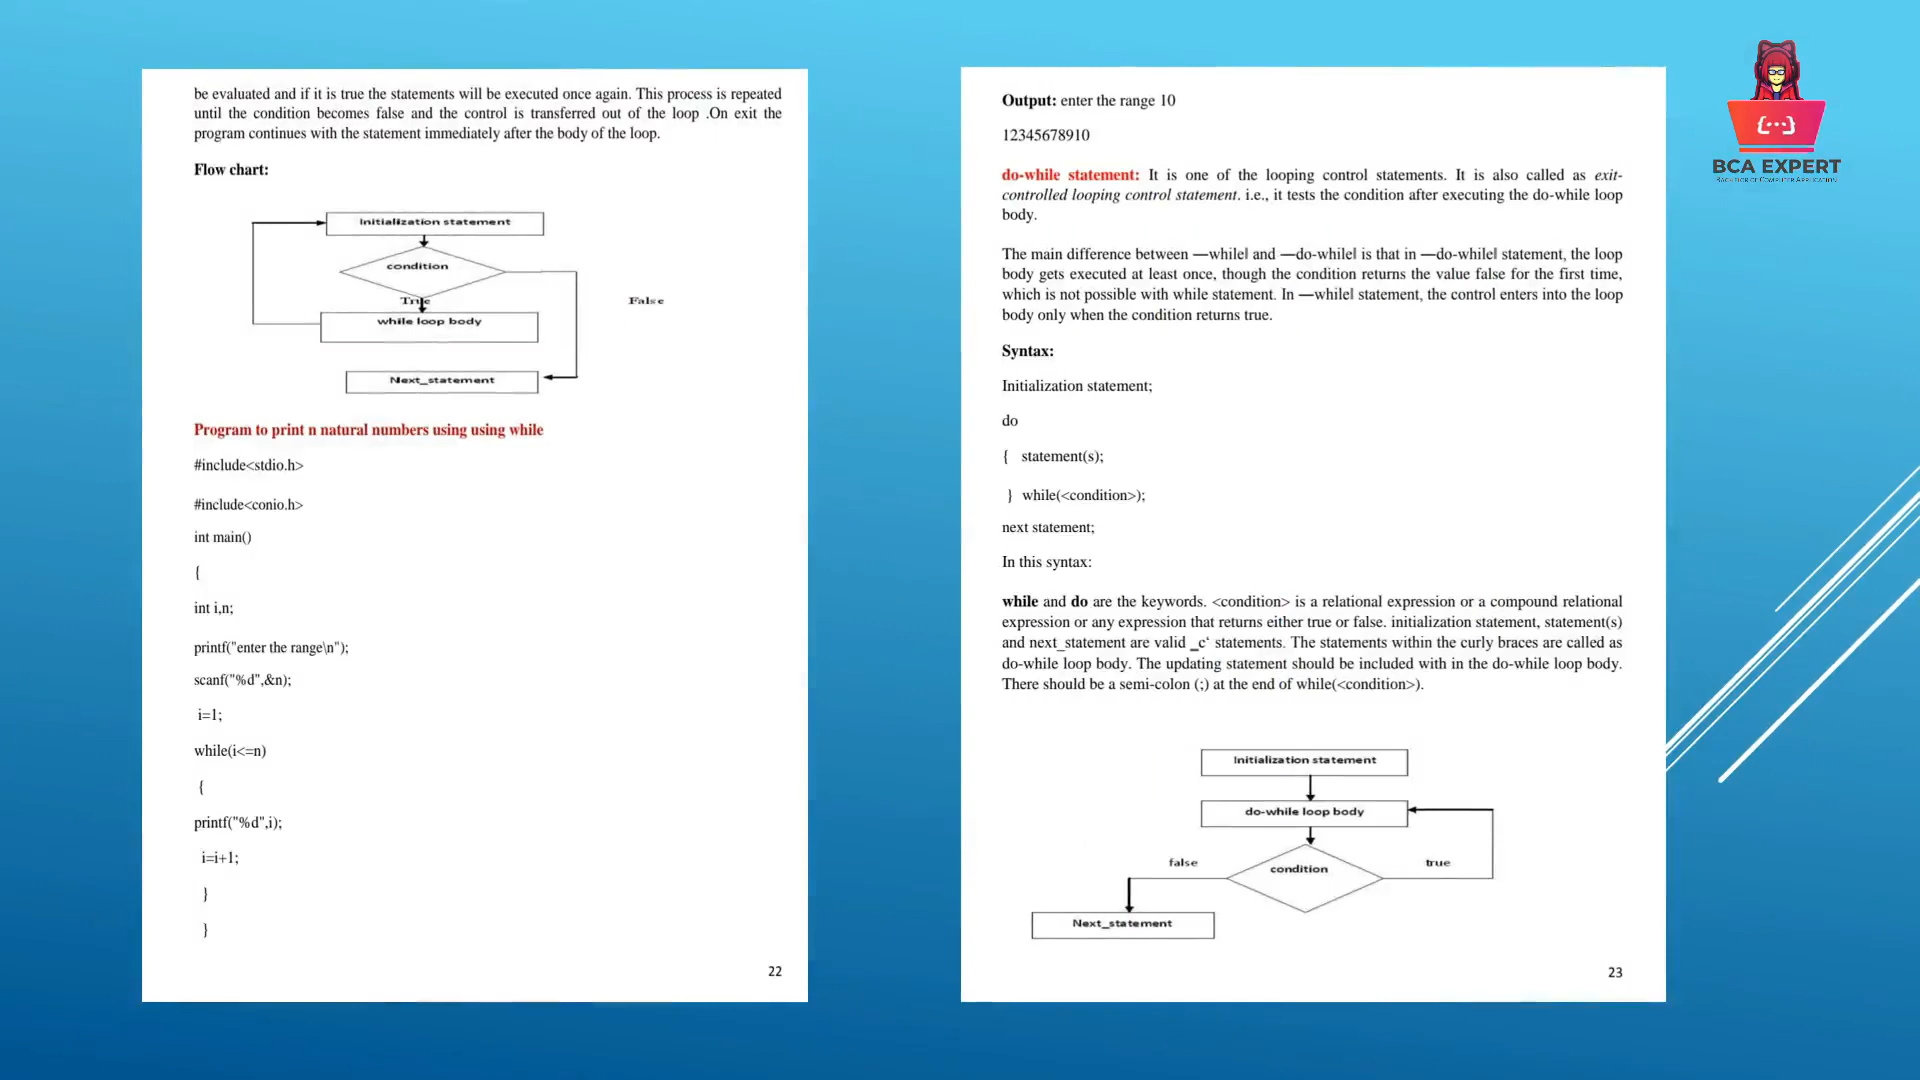 be evaluated and if it is true the statements will be executed once again. This process is repeated
until the condition becomes false and the control is transferred out of the loop .On exit the
program continues with the statement immediately after the body of the loop.
Flow chart:
Initialization statement
condition
True
False
while loop body
Next_statement
Program to print n natural numbers using using while
#include<stdio.h>
#include<conio.h>
int main()
{
int i,n;
printf("enter the range\n");
scanf("%d",&n);
i=1;
while(i<=n)
{
printf("%d",i);
i=i+1;
}
}
22
Output: enter the range 10
12345678910
do-while statement: It is one of the looping control statements. It is also called as exit-
controlled looping control statement. i.e., it tests the condition after executing the do-while loop
body.
The main difference between ―while‖ and ―do-while‖ is that in ―do-while‖ statement, the loop
body gets executed at least once, though the condition returns the value false for the first time,
which is not possible with while statement. In ―while‖ statement, the control enters into the loop
body only when the condition returns true.
Syntax:
Initialization statement;
do
{ statement(s);
} while(<condition>);
next statement;
In this syntax:
while and do are the keywords. <condition> is a relational expression or a compound relational
expression or any expression that returns either true or false. initialization statement, statement(s)
and next_statement are valid _c‘ statements. The statements within the curly braces are called as
do-while loop body. The updating statement should be included with in the do-while loop body.
There should be a semi-colon (;) at the end of while(<condition>).
Initialization statement
do-while loop body
false
condition
true
Next_statement
23
{···}
BCA EXPERT
BACHELOR OF COMPUTER APPLICATION